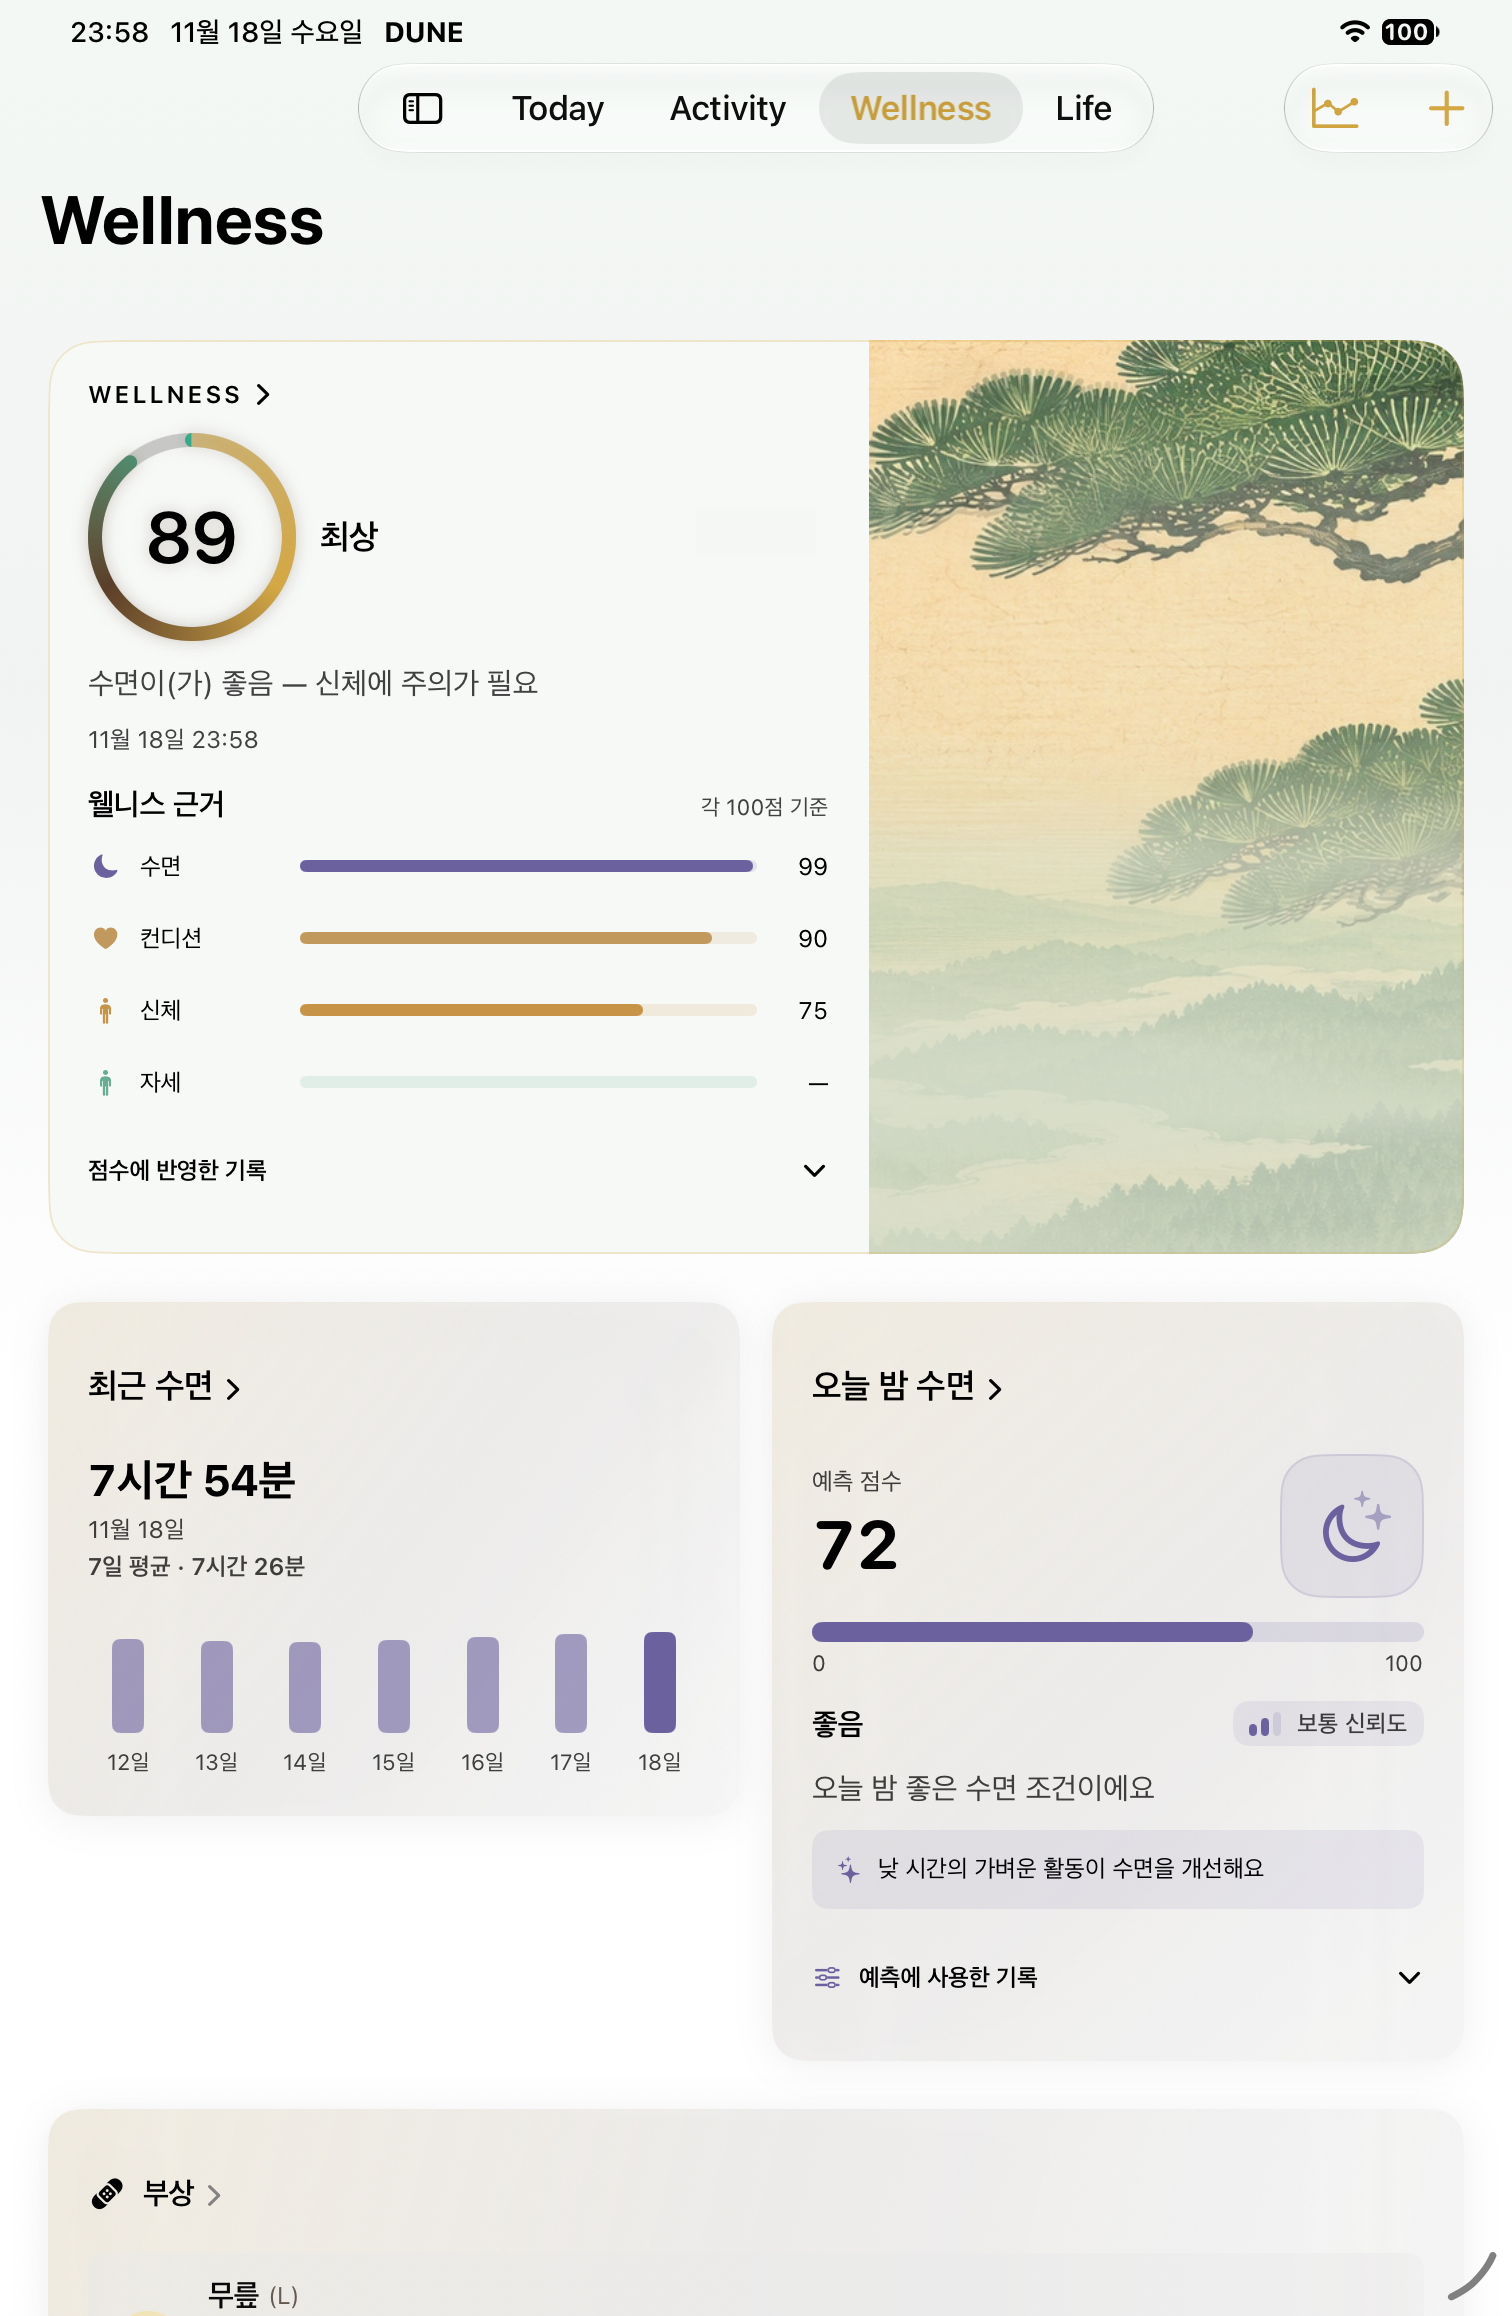 23:58 11월 18일 수요일 DUNE
100
Today Activity Wellness Life
Wellness
WELLNESS
89
최상
수면이(가) 좋음 — 신체에 주의가 필요
11월 18일 23:58
웰니스 근거
각 100점 기준
수면 99
컨디션 90
신체 75
자세 —
점수에 반영한 기록
최근 수면
7시간 54분
11월 18일
7일 평균 · 7시간 26분
12일 13일 14일 15일 16일 17일 18일
오늘 밤 수면
예측 점수
72
0 100
좋음
보통 신뢰도
오늘 밤 좋은 수면 조건이에요
낮 시간의 가벼운 활동이 수면을 개선해요
예측에 사용한 기록
부상
무릎 (L)